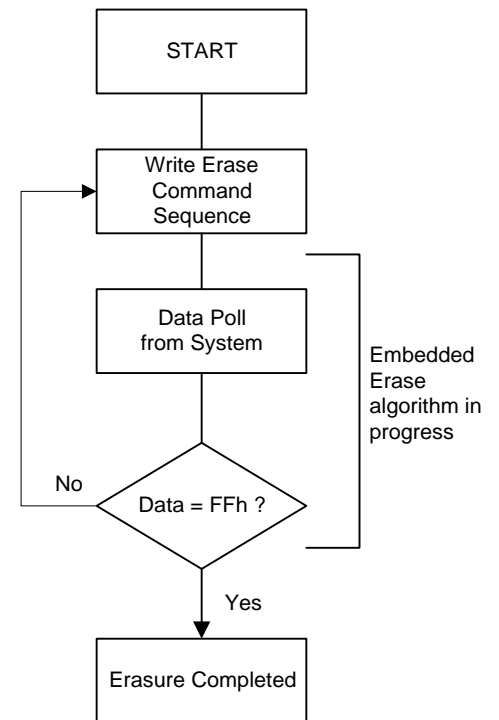 START
Write Erase
Command
Sequence
Data Poll
from System
Embedded
Erase
algorithm in
progress
No
Data = FFh ?
Yes
Erasure Completed